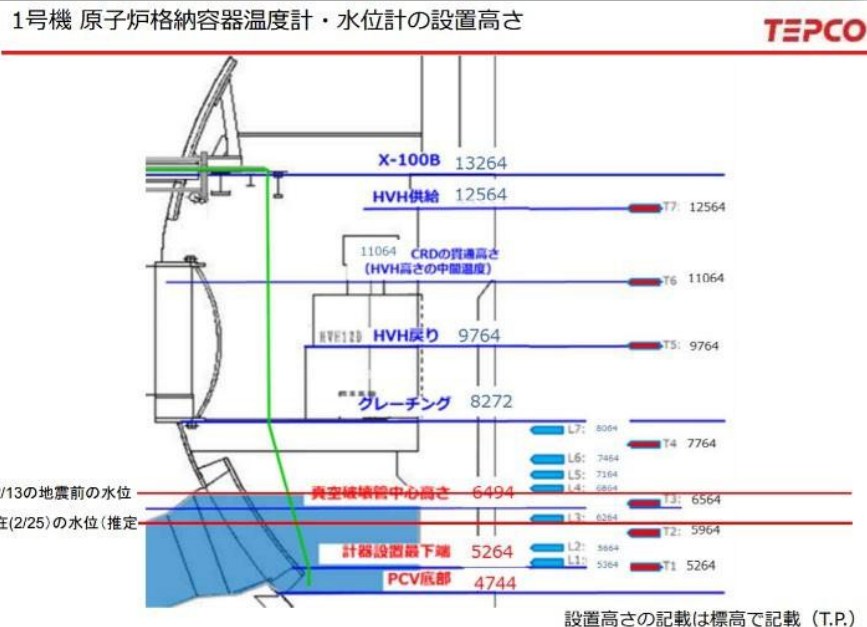 1号機 原子炉格納容器温度計・水位計の設置高さ
TEPCO
X-100B 13264
HVH供給 12564
T7: 12564
11064 CRDの貫通高さ
(HVH高さの中間温度)
T6 11064
HVH12D HVH戻り 9764
T5: 9764
グレーチング 8272
L7: 8064
T4 7764
L6: 7464
L5: 7164
L4: 6864
/13の地震前の水位
真空破壊管中心高さ 6494
T3: 6564
L3: 6264
在(2/25)の水位(推定
T2: 5964
計器設置最下端 5264
L2: 5664
L1: 5364
T1 5264
PCV底部 4744
設置高さの記載は標高で記載 (T.P.)